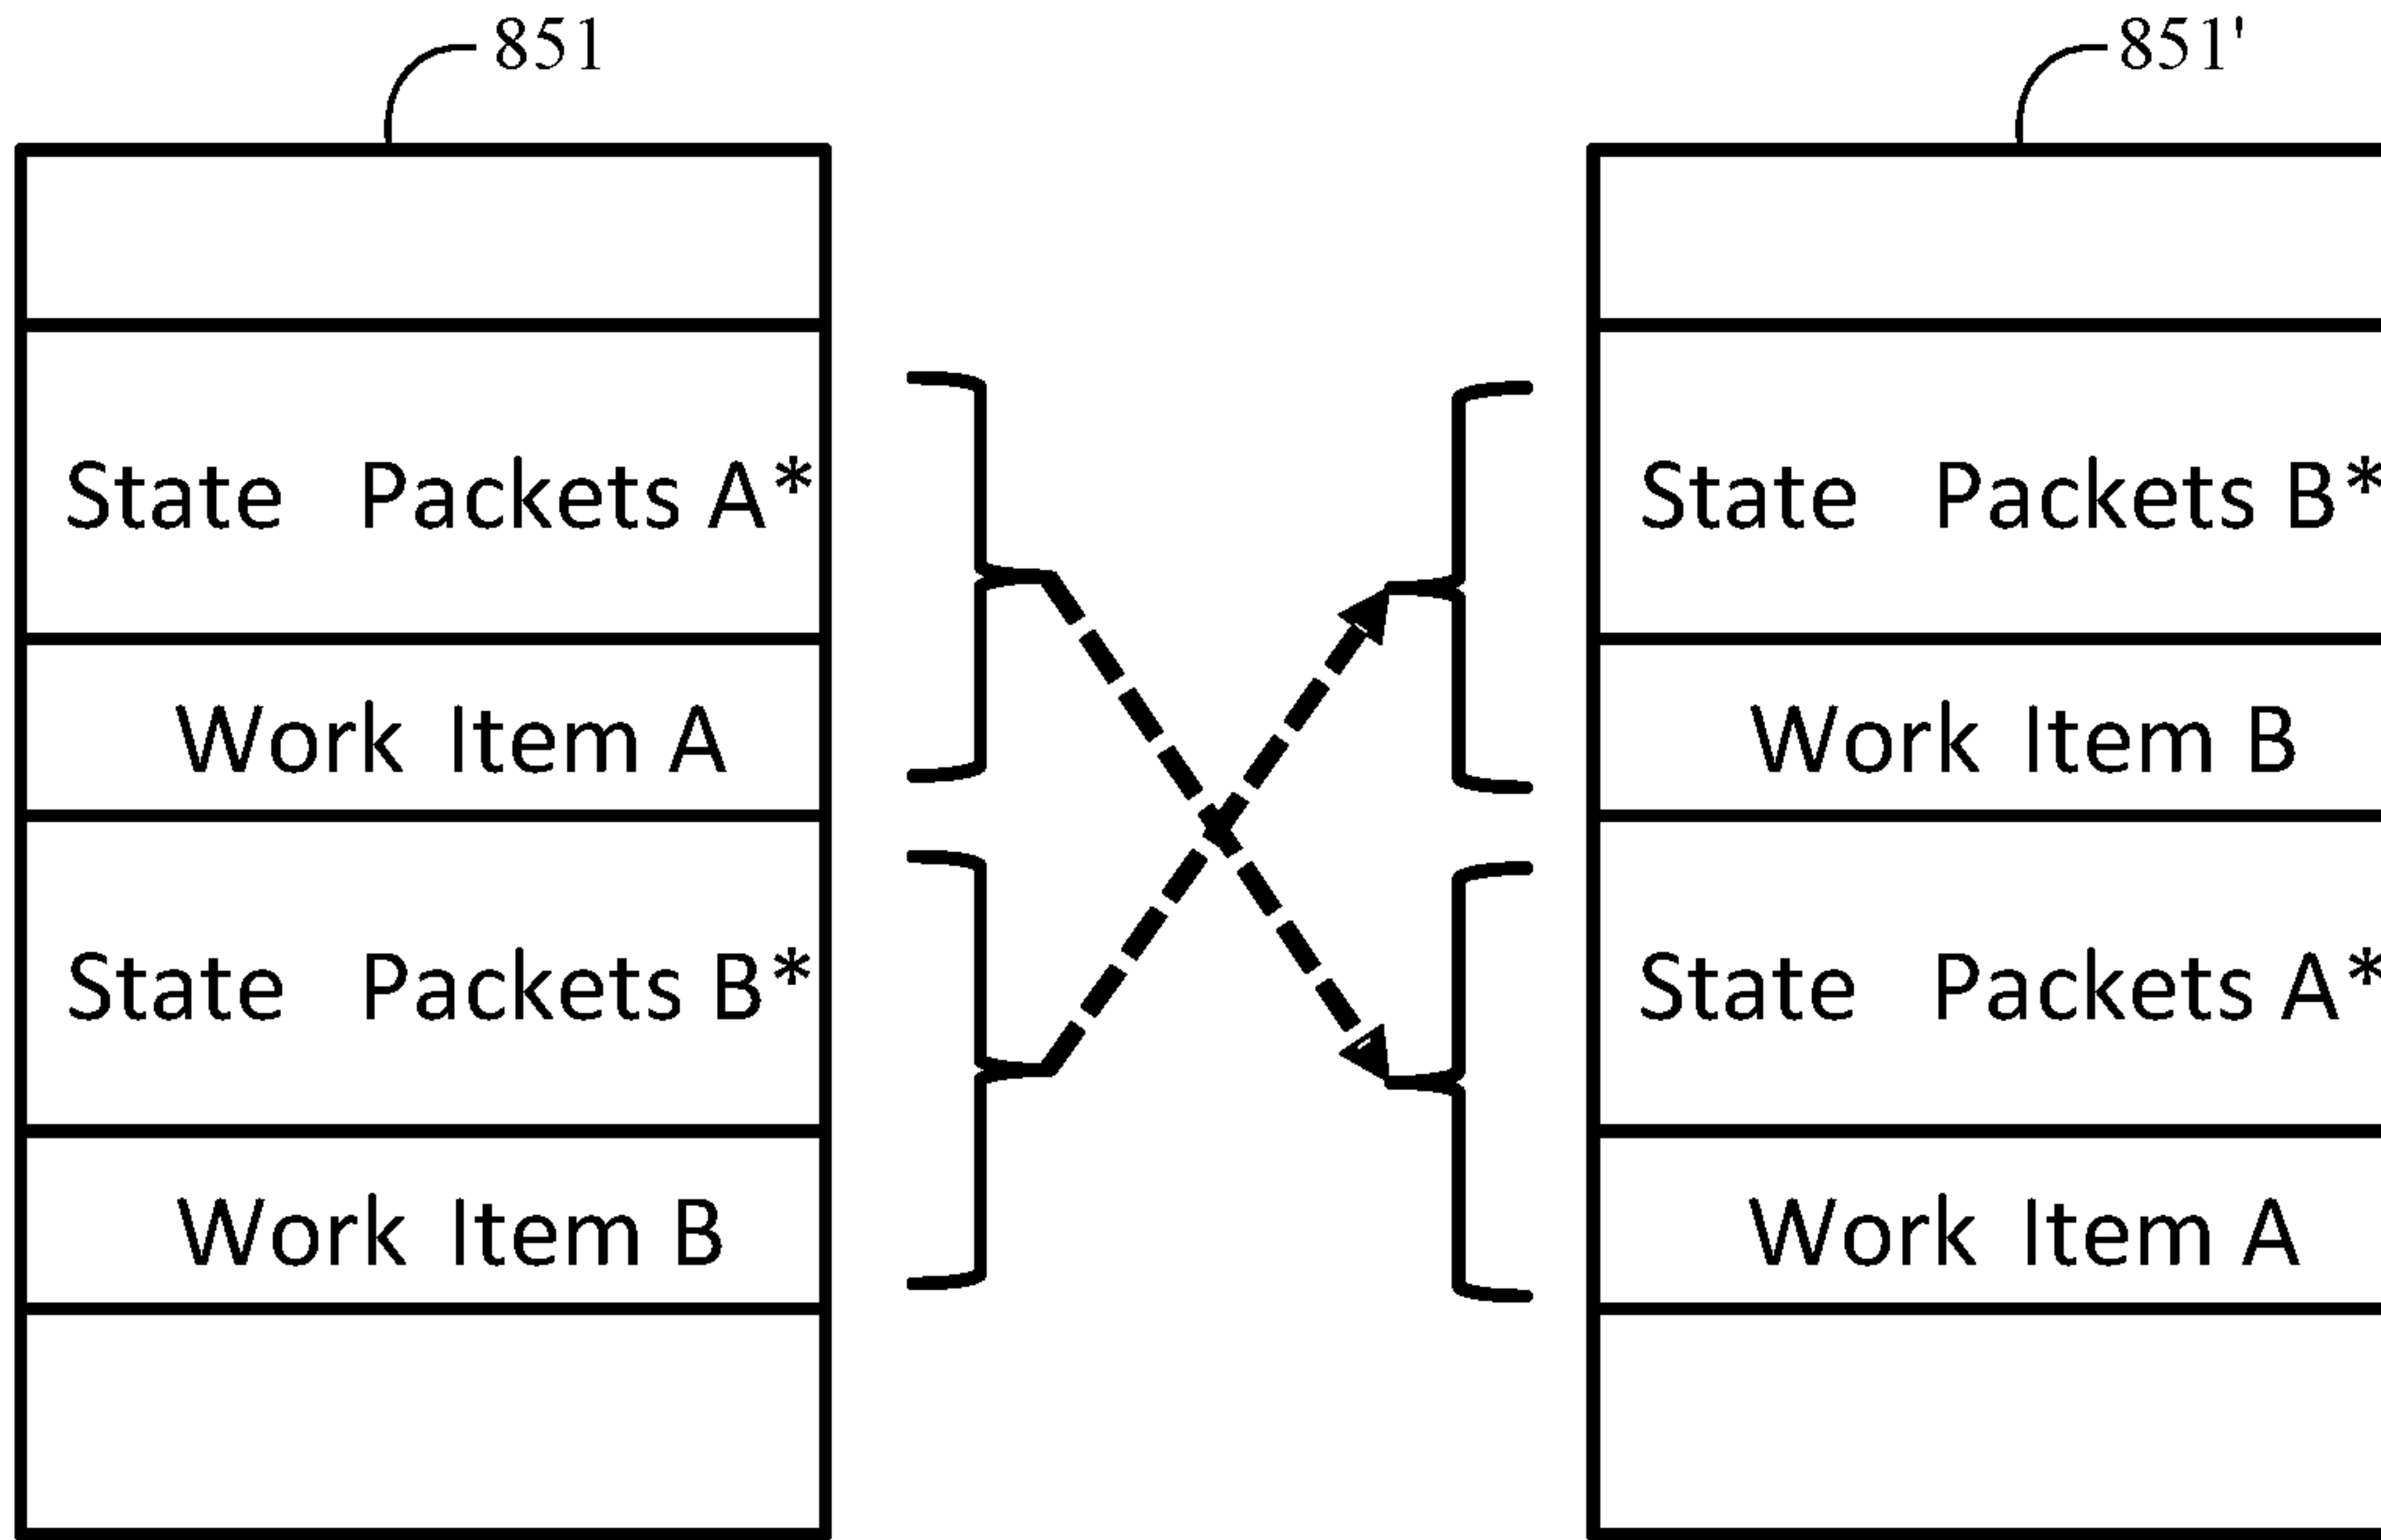 851
State Packets A*
Work Item A
State Packets B*
Work Item B
851'
State Packets B*
Work Item B
State Packets A*
Work Item A